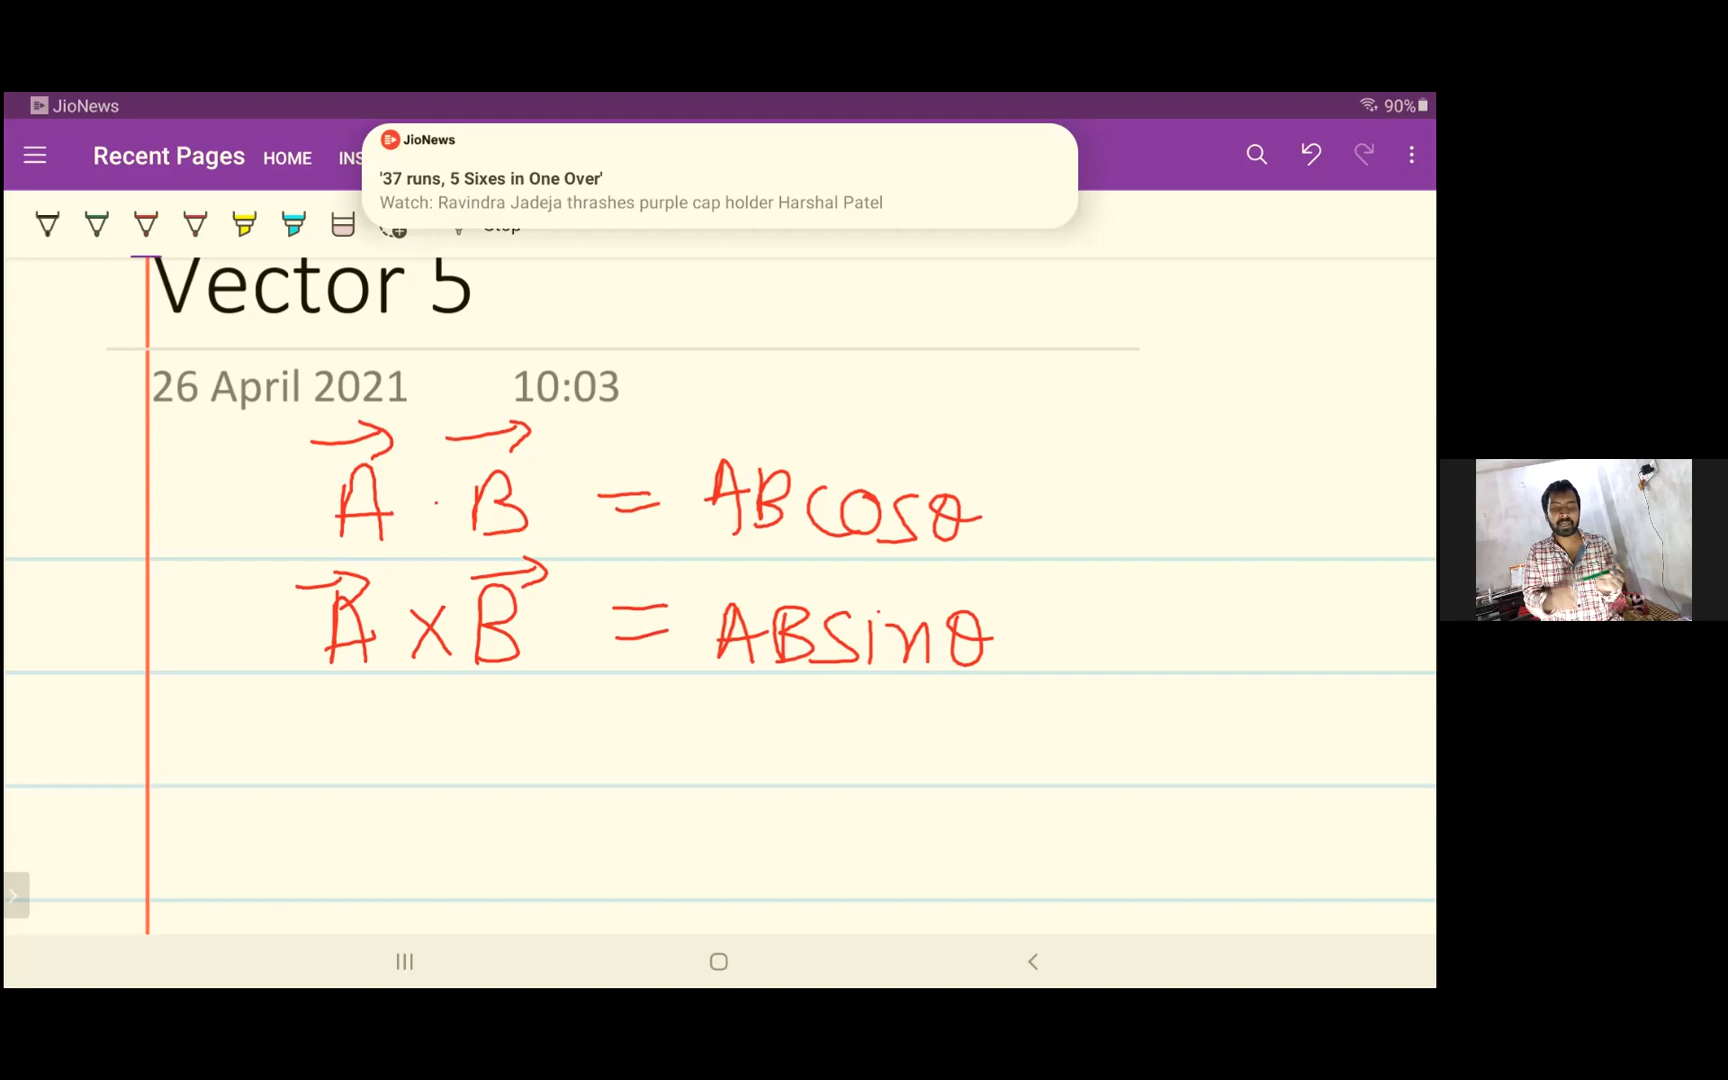 JioNews 90%
Recent Pages HOME INS
JioNews
'37 runs, 5 Sixes in One Over'
Watch: Ravindra Jadeja thrashes purple cap holder Harshal Patel
Stop
Vector 5
26 April 2021 10:03
A⃗ · B⃗ = ABcosθ
A⃗ × B⃗ = ABsinθ